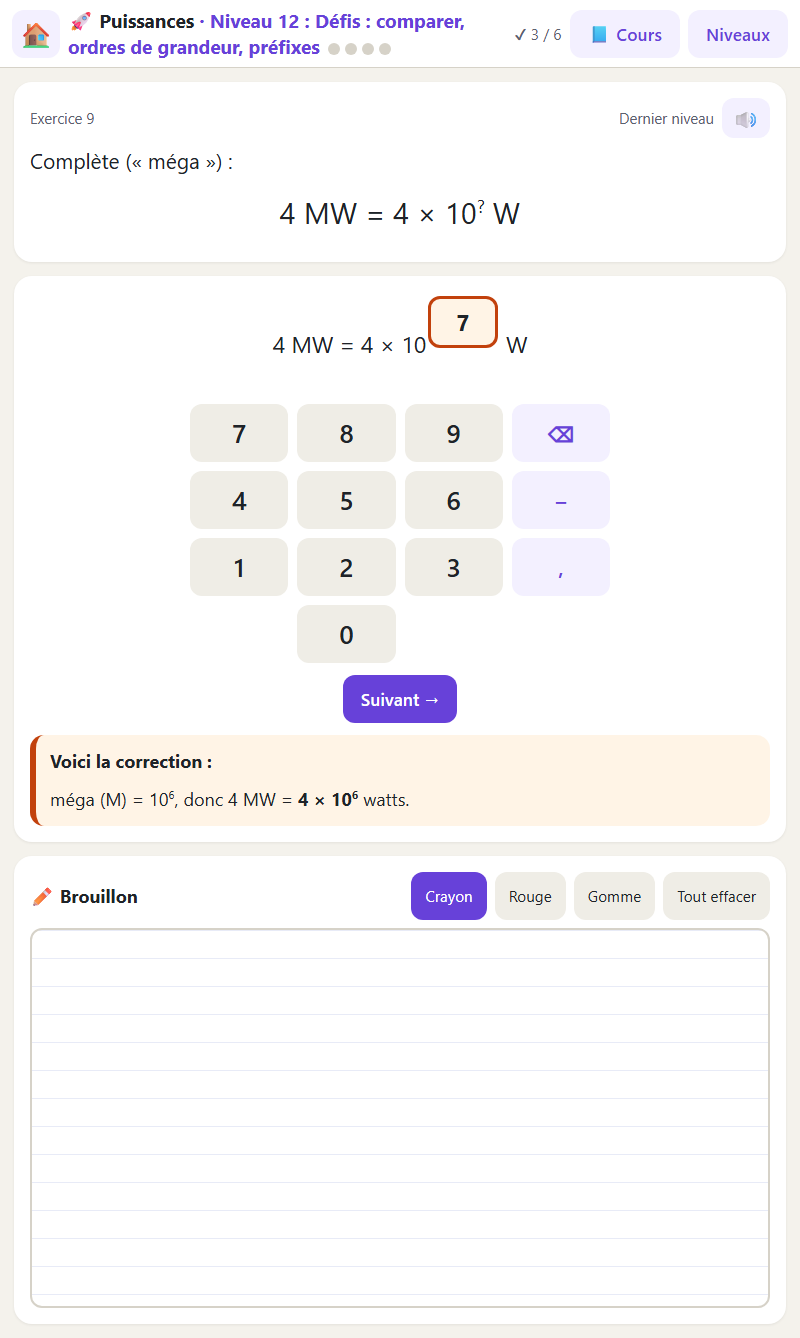 🚀 Puissances · Niveau 12 : Défis : comparer,
ordres de grandeur, préfixes
✓ 3 / 6
📘 Cours
Niveaux
Exercice 9
Dernier niveau
Complète (« méga ») :
4 MW = 4 × 10^? W
4 MW = 4 × 10^7 W
7 8 9 ⌫
4 5 6 −
1 2 3 ,
0
Suivant →
Voici la correction :
méga (M) = 10⁶, donc 4 MW = 4 × 10⁶ watts.
Brouillon
Crayon
Rouge
Gomme
Tout effacer